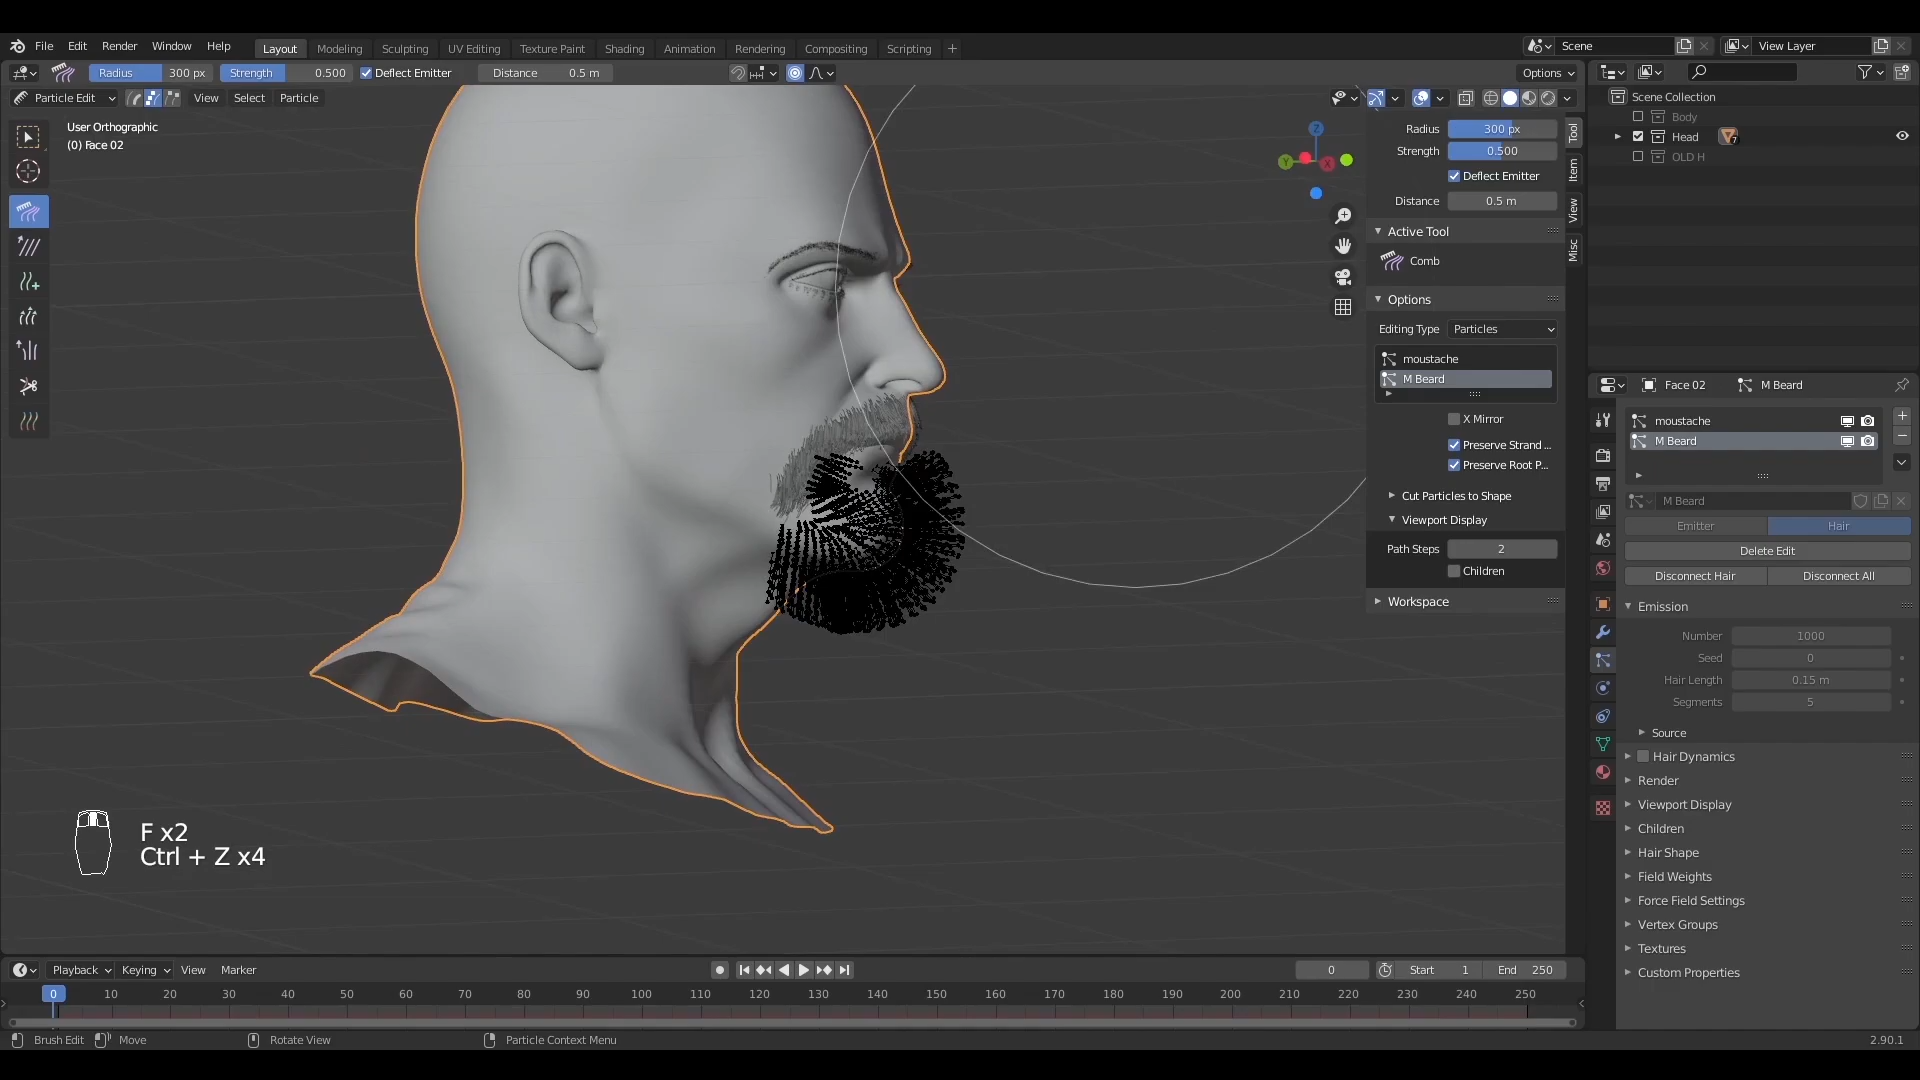 File Edit Render Window Help Layout Modeling Sculpting UV Editing Texture Paint Shading Animation Rendering Compositing Scripting + Scene View Layer
Radius 300 px Strength 0.500 Deflect Emitter Distance 0.5 m Options
Particle Edit View Select Particle
User Orthographic
(0) Face 02
Z
Y
X
Radius 300 px
Strength 0.500
Deflect Emitter
Distance 0.5 m
Active Tool
Comb
Options
Editing Type Particles
moustache
M Beard
X Mirror
Preserve Strand ...
Preserve Root P...
Cut Particles to Shape
Viewport Display
Path Steps 2
Children
Workspace
Tool
Item
View
Misc
Scene Collection
Body
Head 7
OLD H
Face 02 M Beard
moustache
M Beard
M Beard
Emitter Hair
Delete Edit
Disconnect Hair Disconnect All
Emission
Number 1000
Seed 0
Hair Length 0.15 m
Segments 5
Source
Hair Dynamics
Render
Viewport Display
Children
Hair Shape
Field Weights
Force Field Settings
Vertex Groups
Textures
Custom Properties
F x2
Ctrl + Z x4
Playback Keying View Marker 0 Start 1 End 250
0 10 20 30 40 50 60 70 80 90 100 110 120 130 140 150 160 170 180 190 200 210 220 230 240 250
Brush Edit Move Rotate View Particle Context Menu 2.90.1